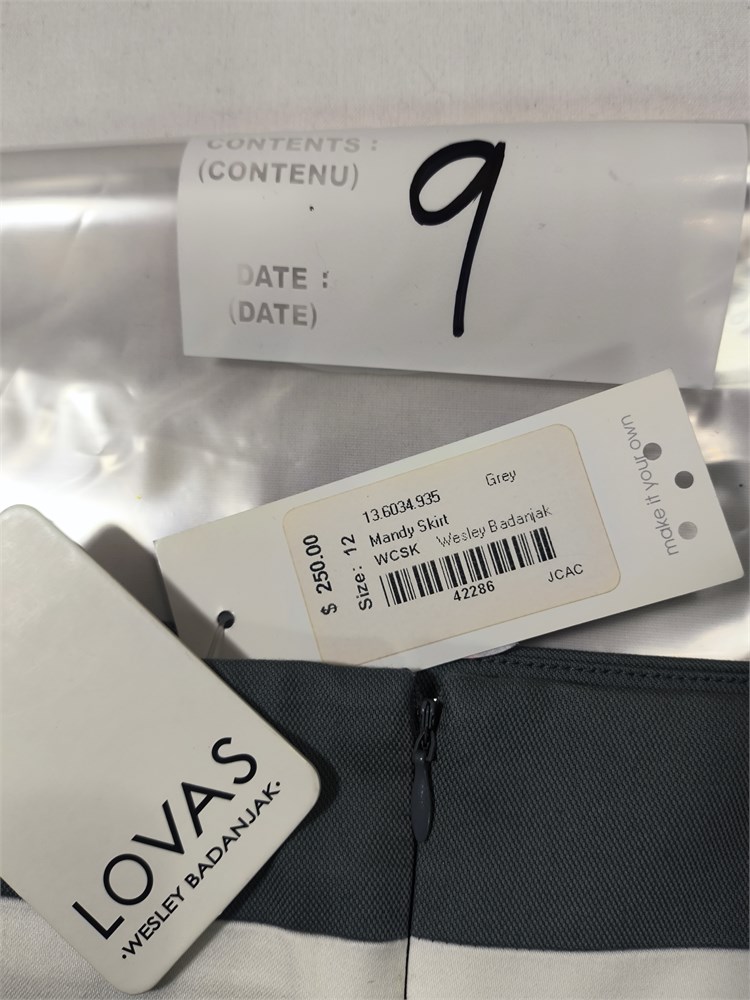 CONTENTS :
(CONTENU)
9
DATE :
(DATE)
make it your own
$ 250.00
Size: 12
13.6034.935 Grey
Mandy Skirt
WCSK Wesley Badanjak
42286 JCAC
LOVAS
·WESLEY BADANJAK·